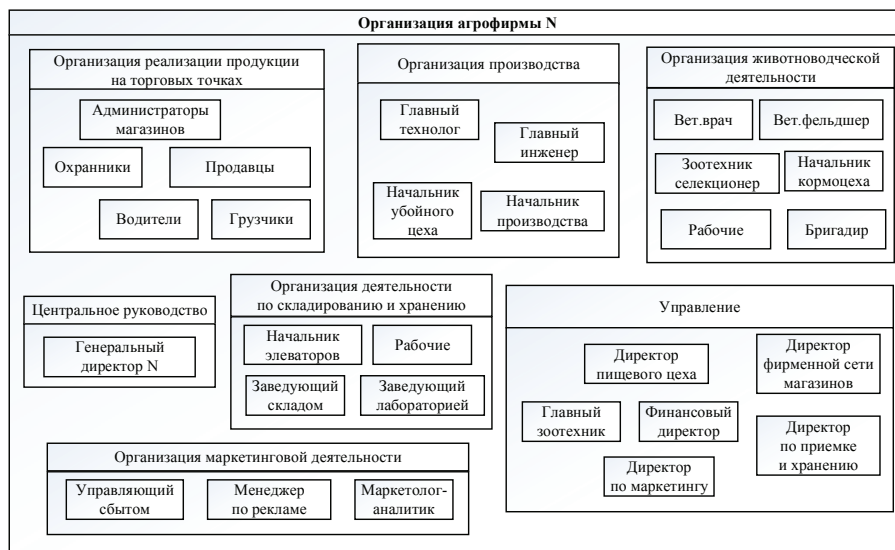 Организация агрофирмы N
Организация реализации продукции
на торговых точках
Администраторы
магазинов
Охранники
Продавцы
Водители
Грузчики
Организация производства
Главный
технолог
Главный
инженер
Начальник
убойного
цеха
Начальник
производства
Организация животноводческой
деятельности
Вет.врач
Вет.фельдшер
Зоотехник
селекционер
Начальник
кормоцеха
Рабочие
Бригадир
Центральное руководство
Генеральный
директор N
Организация деятельности
по складированию и хранению
Начальник
элеваторов
Рабочие
Заведующий
складом
Заведующий
лабораторией
Управление
Директор
пищевого цеха
Директор
фирменной сети
магазинов
Главный
зоотехник
Финансовый
директор
Директор
по приемке
и хранению
Директор
по маркетингу
Организация маркетинговой деятельности
Управляющий
сбытом
Менеджер
по рекламе
Маркетолог-
аналитик